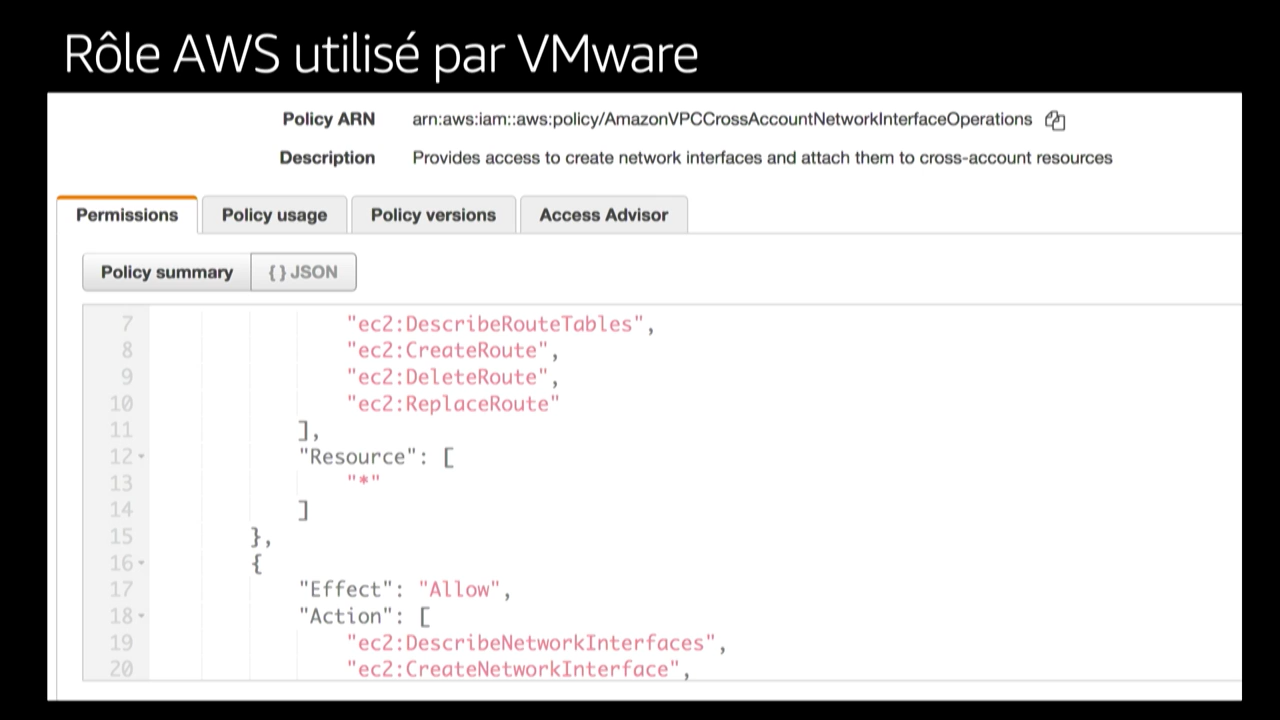 Rôle AWS utilisé par VMware
Policy ARN arn:aws:iam::aws:policy/AmazonVPCCrossAccountNetworkInterfaceOperations
Description Provides access to create network interfaces and attach them to cross-account resources
Permissions Policy usage Policy versions Access Advisor
Policy summary { } JSON
7 "ec2:DescribeRouteTables",
8 "ec2:CreateRoute",
9 "ec2:DeleteRoute",
10 "ec2:ReplaceRoute"
11 ],
12 "Resource": [
13 "*"
14 ]
15 },
16 {
17 "Effect": "Allow",
18 "Action": [
19 "ec2:DescribeNetworkInterfaces",
20 "ec2:CreateNetworkInterface",